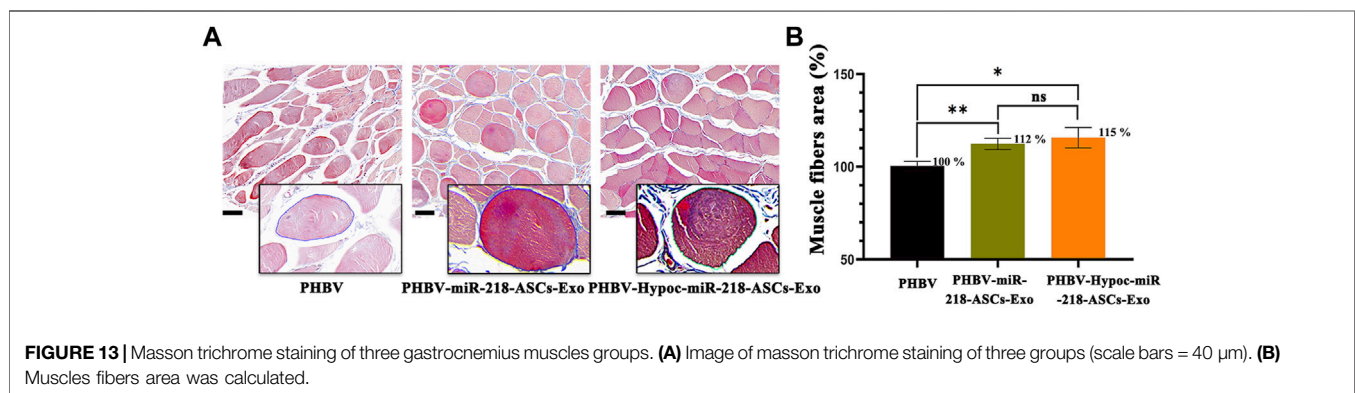 A
PHBV
PHBV-miR-218-ASCs-Exo
PHBV-Hypoc-miR-218-ASCs-Exo
B
Muscle fibers area (%)
150
100
50
*
**
ns
100 %
112 %
115 %
PHBV
PHBV-miR-
218-ASCs-Exo
PHBV-Hypoc-miR
-218-ASCs-Exo
FIGURE 13 | Masson trichrome staining of three gastrocnemius muscles groups. (A) Image of masson trichrome staining of three groups (scale bars = 40 μm). (B)
Muscles fibers area was calculated.